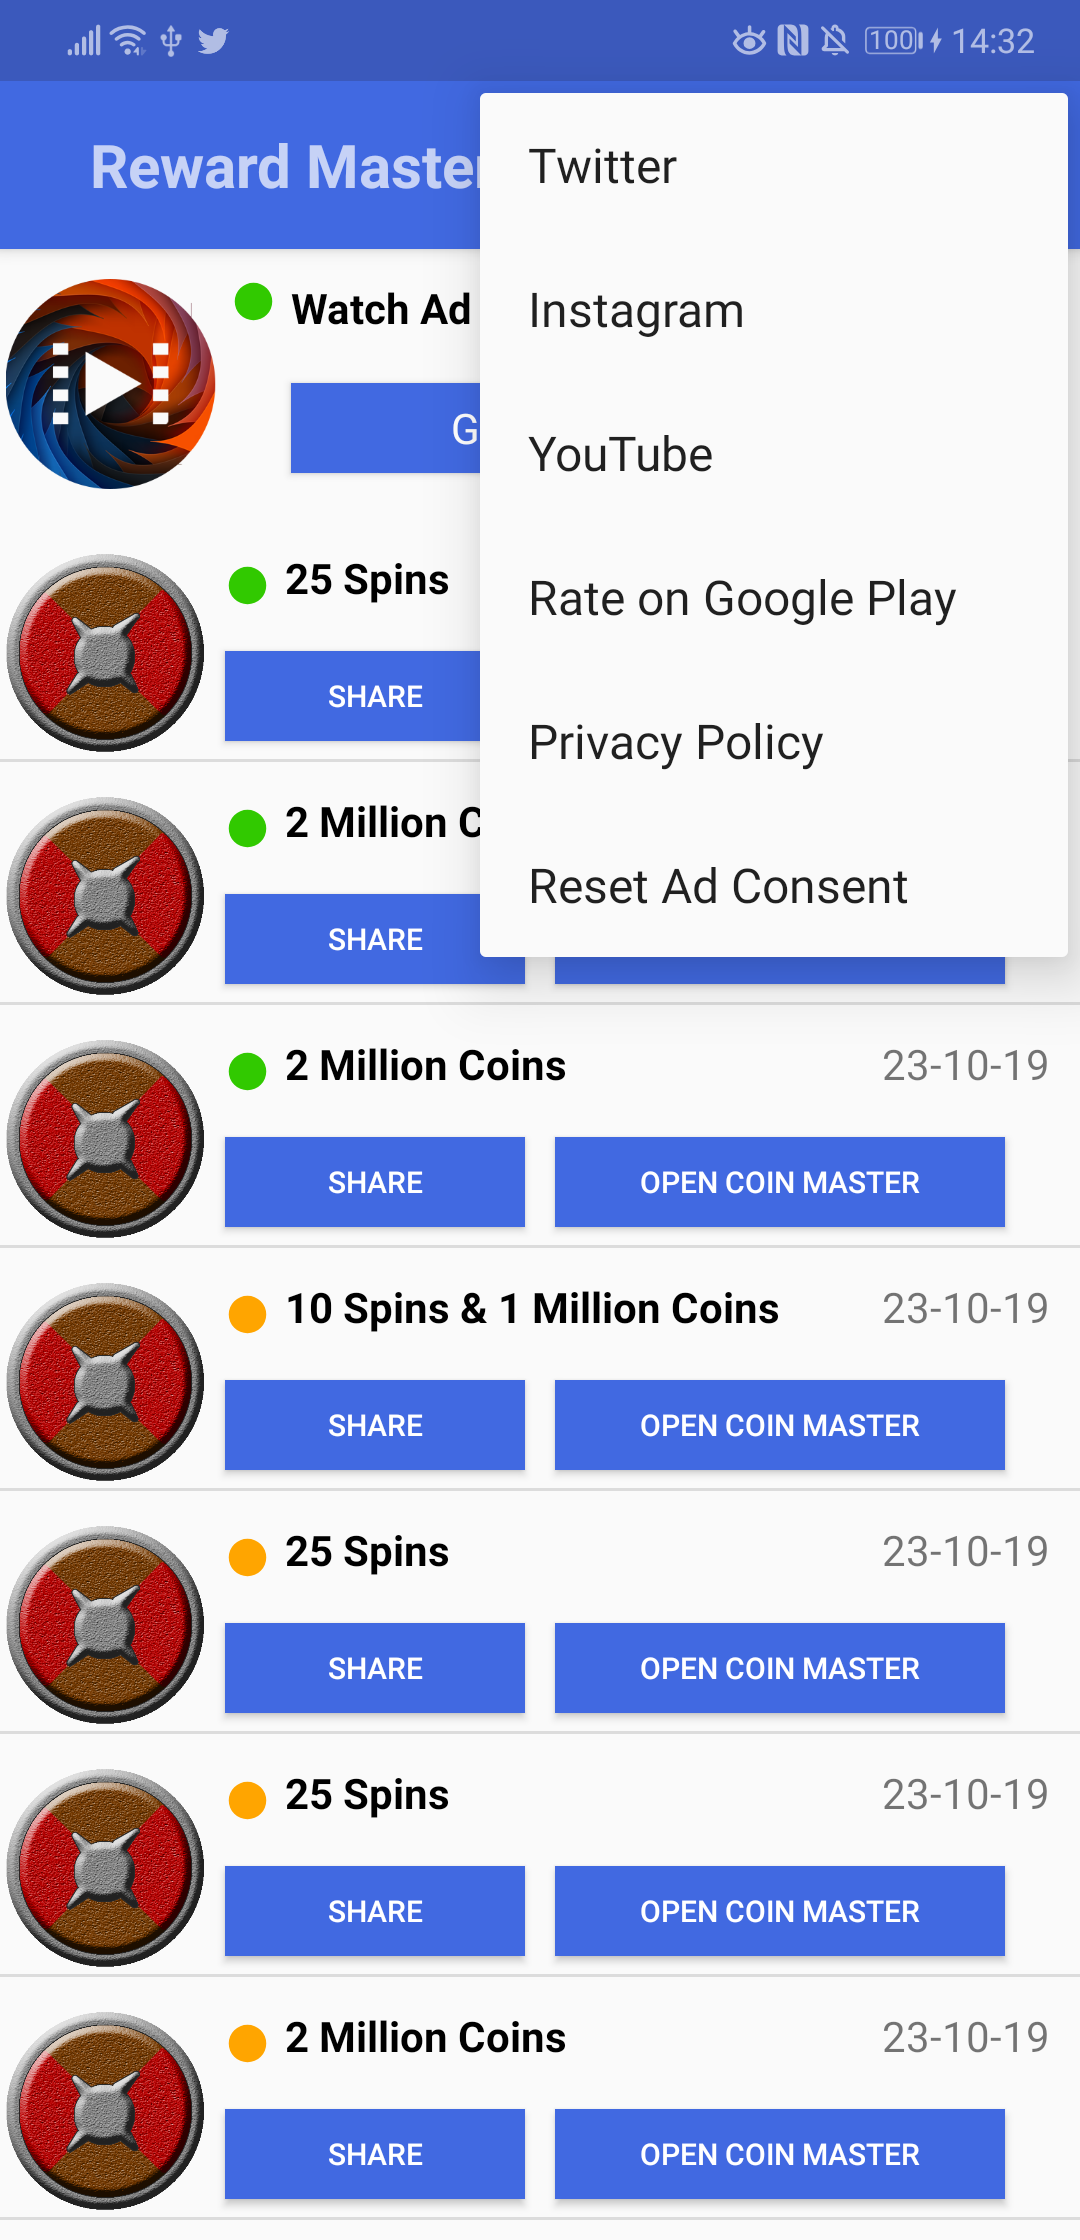 100 14:32
Reward Master
Twitter
Instagram
YouTube
Rate on Google Play
Privacy Policy
Reset Ad Consent
Watch Ad
G
25 Spins
SHARE
2 Million C
SHARE
2 Million Coins 23-10-19
SHARE OPEN COIN MASTER
10 Spins & 1 Million Coins 23-10-19
SHARE OPEN COIN MASTER
25 Spins 23-10-19
SHARE OPEN COIN MASTER
25 Spins 23-10-19
SHARE OPEN COIN MASTER
2 Million Coins 23-10-19
SHARE OPEN COIN MASTER